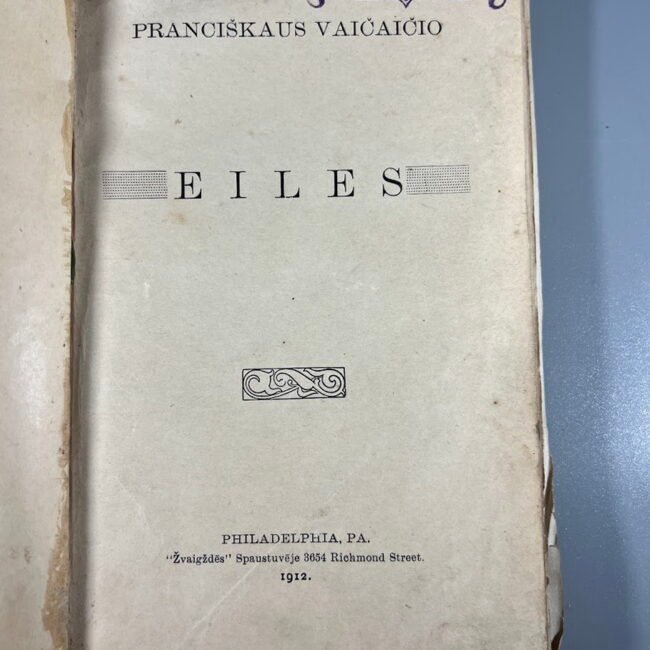 PRANCIŠKAUS VAIČAIČIO
EILES
PHILADELPHIA, PA.
"Žvaigždės" Spaustuvėje 3654 Richmond Street.
1912.